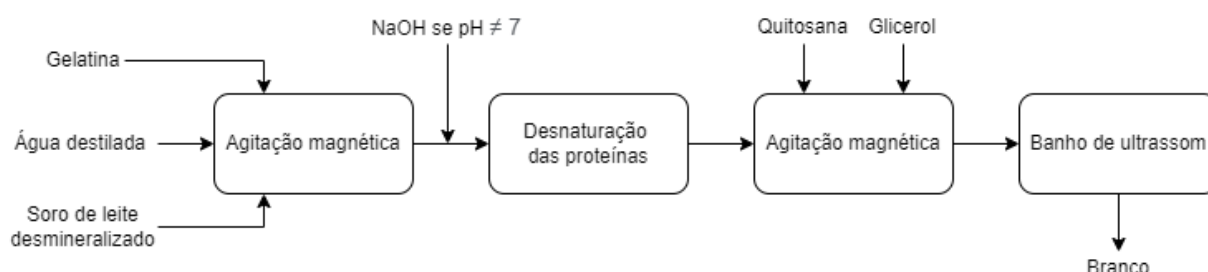 NaOH se pH ≠ 7
Quitosana
Glicerol
Gelatina
Água destilada
Agitação magnética
Desnaturação
das proteínas
Agitação magnética
Banho de ultrassom
Soro de leite
desmineralizado
Branco